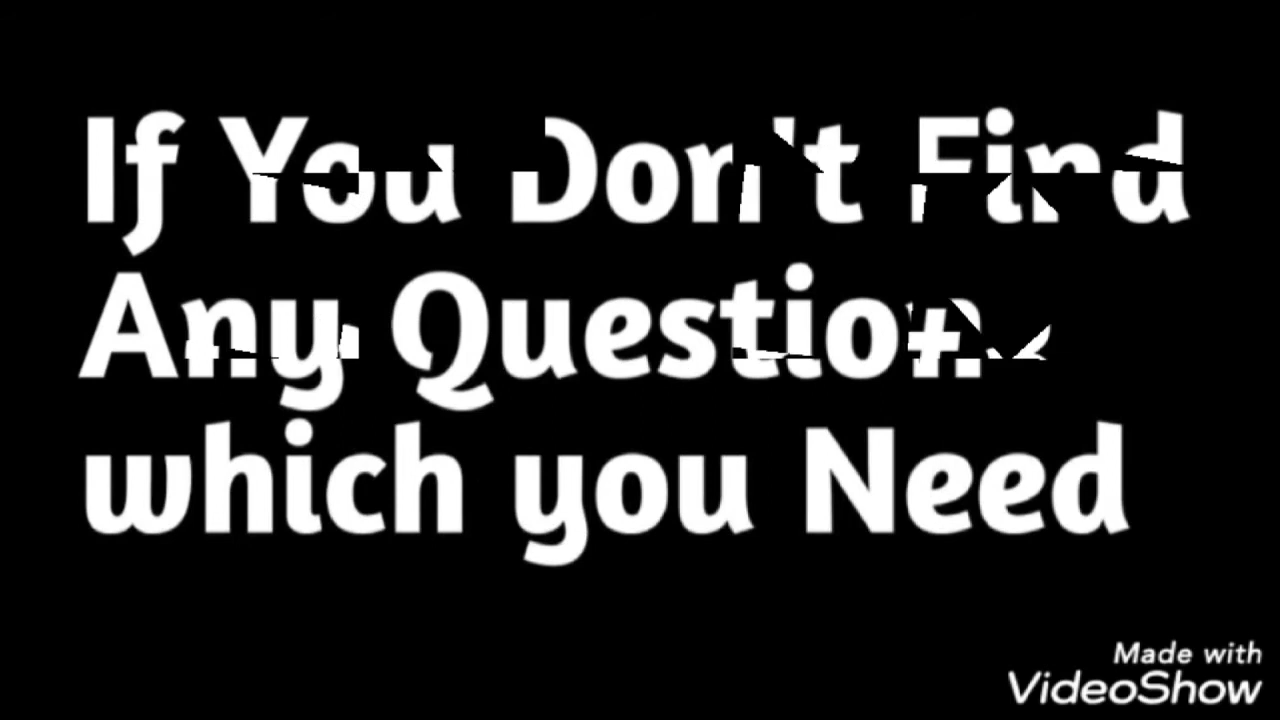 If You Don't Find
Any Question
which you Need
Made with
VideoShow